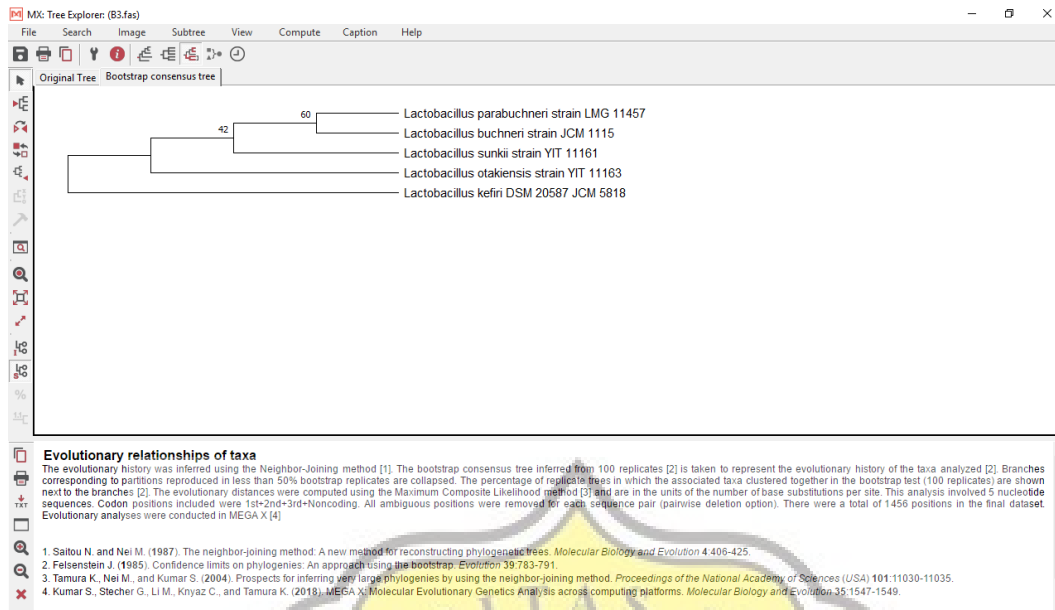 MX: Tree Explorer: (B3.fas)
File Search Image Subtree View Compute Caption Help
Original Tree Bootstrap consensus tree
60 Lactobacillus parabuchneri strain LMG 11457
42 Lactobacillus buchneri strain JCM 1115
Lactobacillus sunkii strain YIT 11161
Lactobacillus otakiensis strain YIT 11163
Lactobacillus kefiri DSM 20587 JCM 5818
%
TXT
Evolutionary relationships of taxa
The evolutionary history was inferred using the Neighbor-Joining method [1]. The bootstrap consensus tree inferred from 100 replicates [2] is taken to represent the evolutionary history of the taxa analyzed [2]. Branches
corresponding to partitions reproduced in less than 50% bootstrap replicates are collapsed. The percentage of replicate trees in which the associated taxa clustered together in the bootstrap test (100 replicates) are shown
next to the branches [2]. The evolutionary distances were computed using the Maximum Composite Likelihood method [3] and are in the units of the number of base substitutions per site. This analysis involved 5 nucleotide
sequences. Codon positions included were 1st+2nd+3rd+Noncoding. All ambiguous positions were removed for each sequence pair (pairwise deletion option). There were a total of 1456 positions in the final dataset.
Evolutionary analyses were conducted in MEGA X [4]
1. Saitou N. and Nei M. (1987). The neighbor-joining method: A new method for reconstructing phylogenetic trees. Molecular Biology and Evolution 4:406-425.
2. Felsenstein J. (1985). Confidence limits on phylogenies: An approach using the bootstrap. Evolution 39:783-791.
3. Tamura K., Nei M., and Kumar S. (2004). Prospects for inferring very large phylogenies by using the neighbor-joining method. Proceedings of the National Academy of Sciences (USA) 101:11030-11035.
4. Kumar S., Stecher G., Li M., Knyaz C., and Tamura K. (2018). MEGA X: Molecular Evolutionary Genetics Analysis across computing platforms. Molecular Biology and Evolution 35:1547-1549.